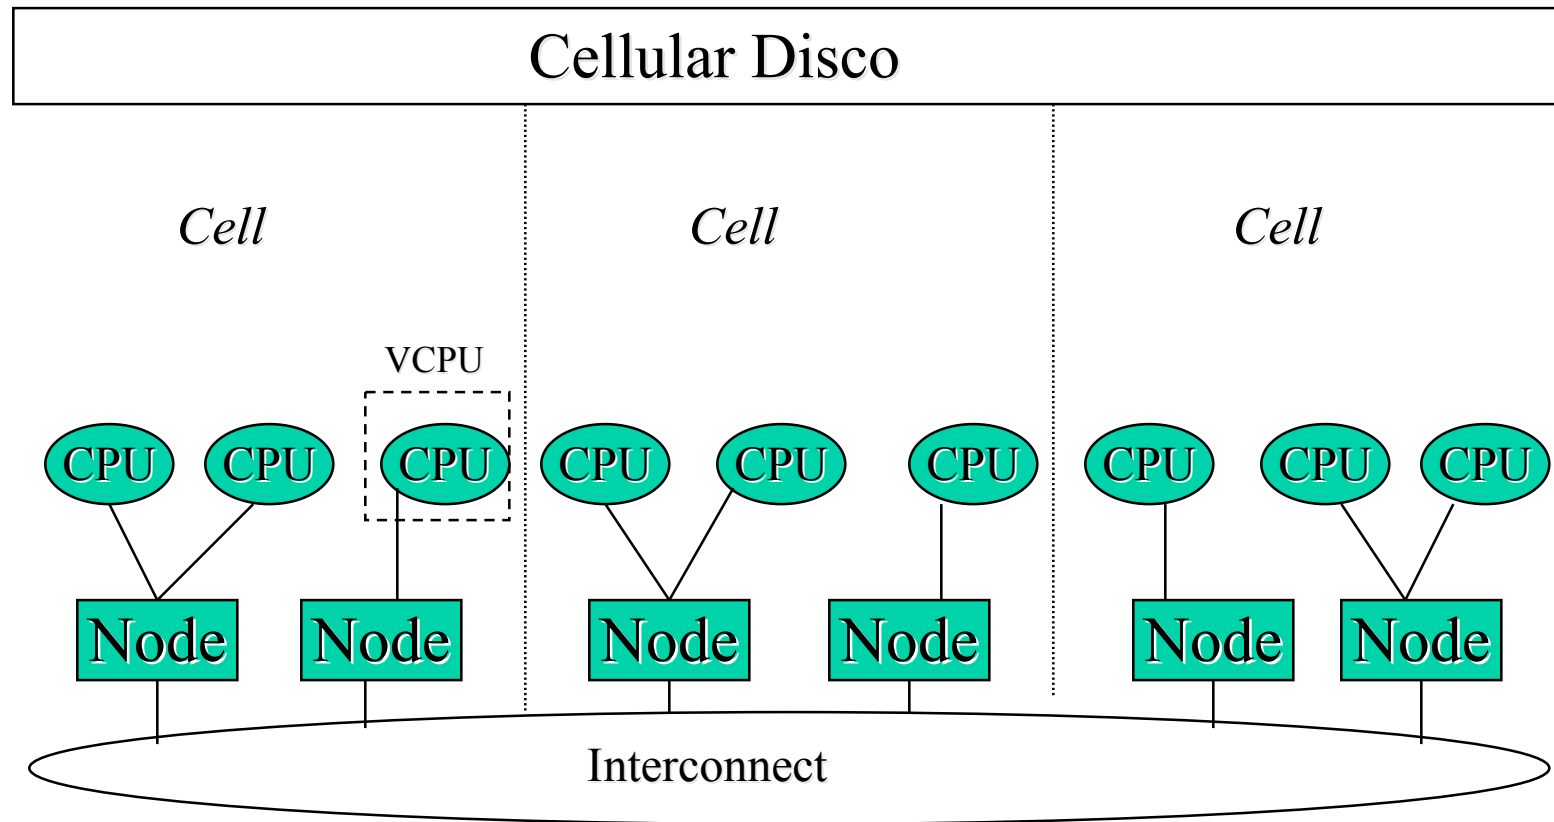 Cellular Disco
Cell Cell Cell
VCPU
CPU CPU CPU CPU CPU CPU CPU CPU CPU
Node Node Node Node Node Node
Interconnect